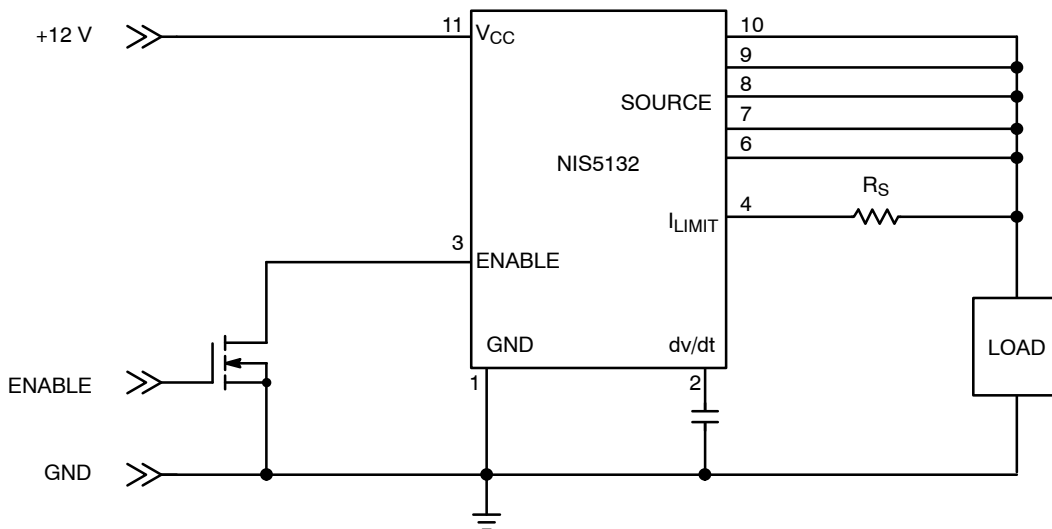 +12 V
11
V_CC
10
9
8
SOURCE
7
NIS5132
6
R_S
4
I_LIMIT
3
ENABLE
GND
dv/dt
LOAD
ENABLE
1
2
GND